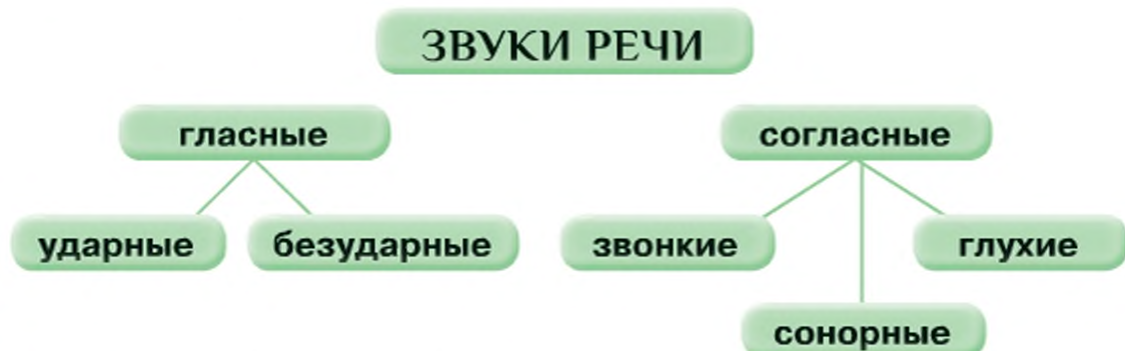 ЗВУКИ РЕЧИ
гласные
согласные
ударные
безударные
звонкие
глухие
сонорные